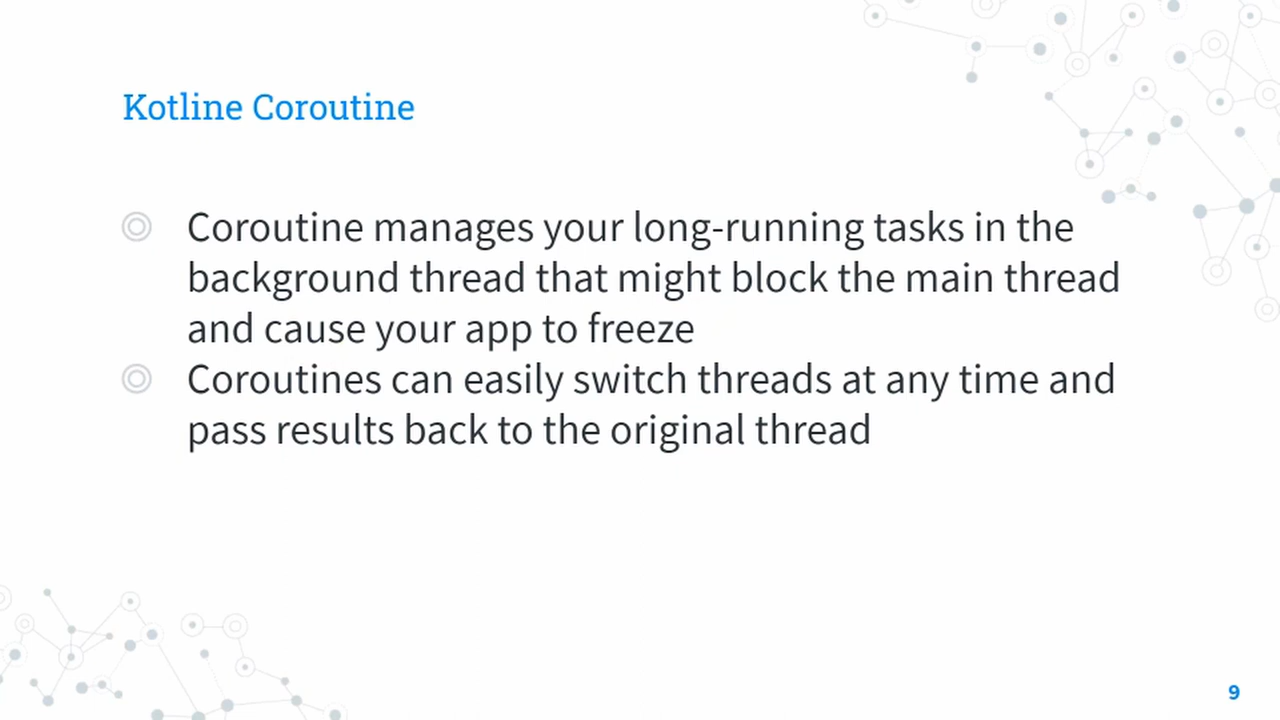 Kotline Coroutine
Coroutine manages your long-running tasks in the
background thread that might block the main thread
and cause your app to freeze
Coroutines can easily switch threads at any time and
pass results back to the original thread
9